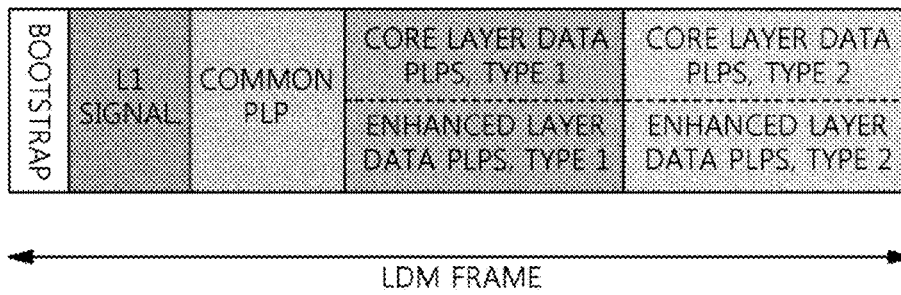 BOOTSTRAP
L1
SIGNAL
COMMON
PLP
CORE LAYER DATA
PLPS, TYPE 1
ENHANCED LAYER
DATA PLPS, TYPE 1
CORE LAYER DATA
PLPS, TYPE 2
ENHANCED LAYER
DATA PLPS, TYPE 2
LDM FRAME